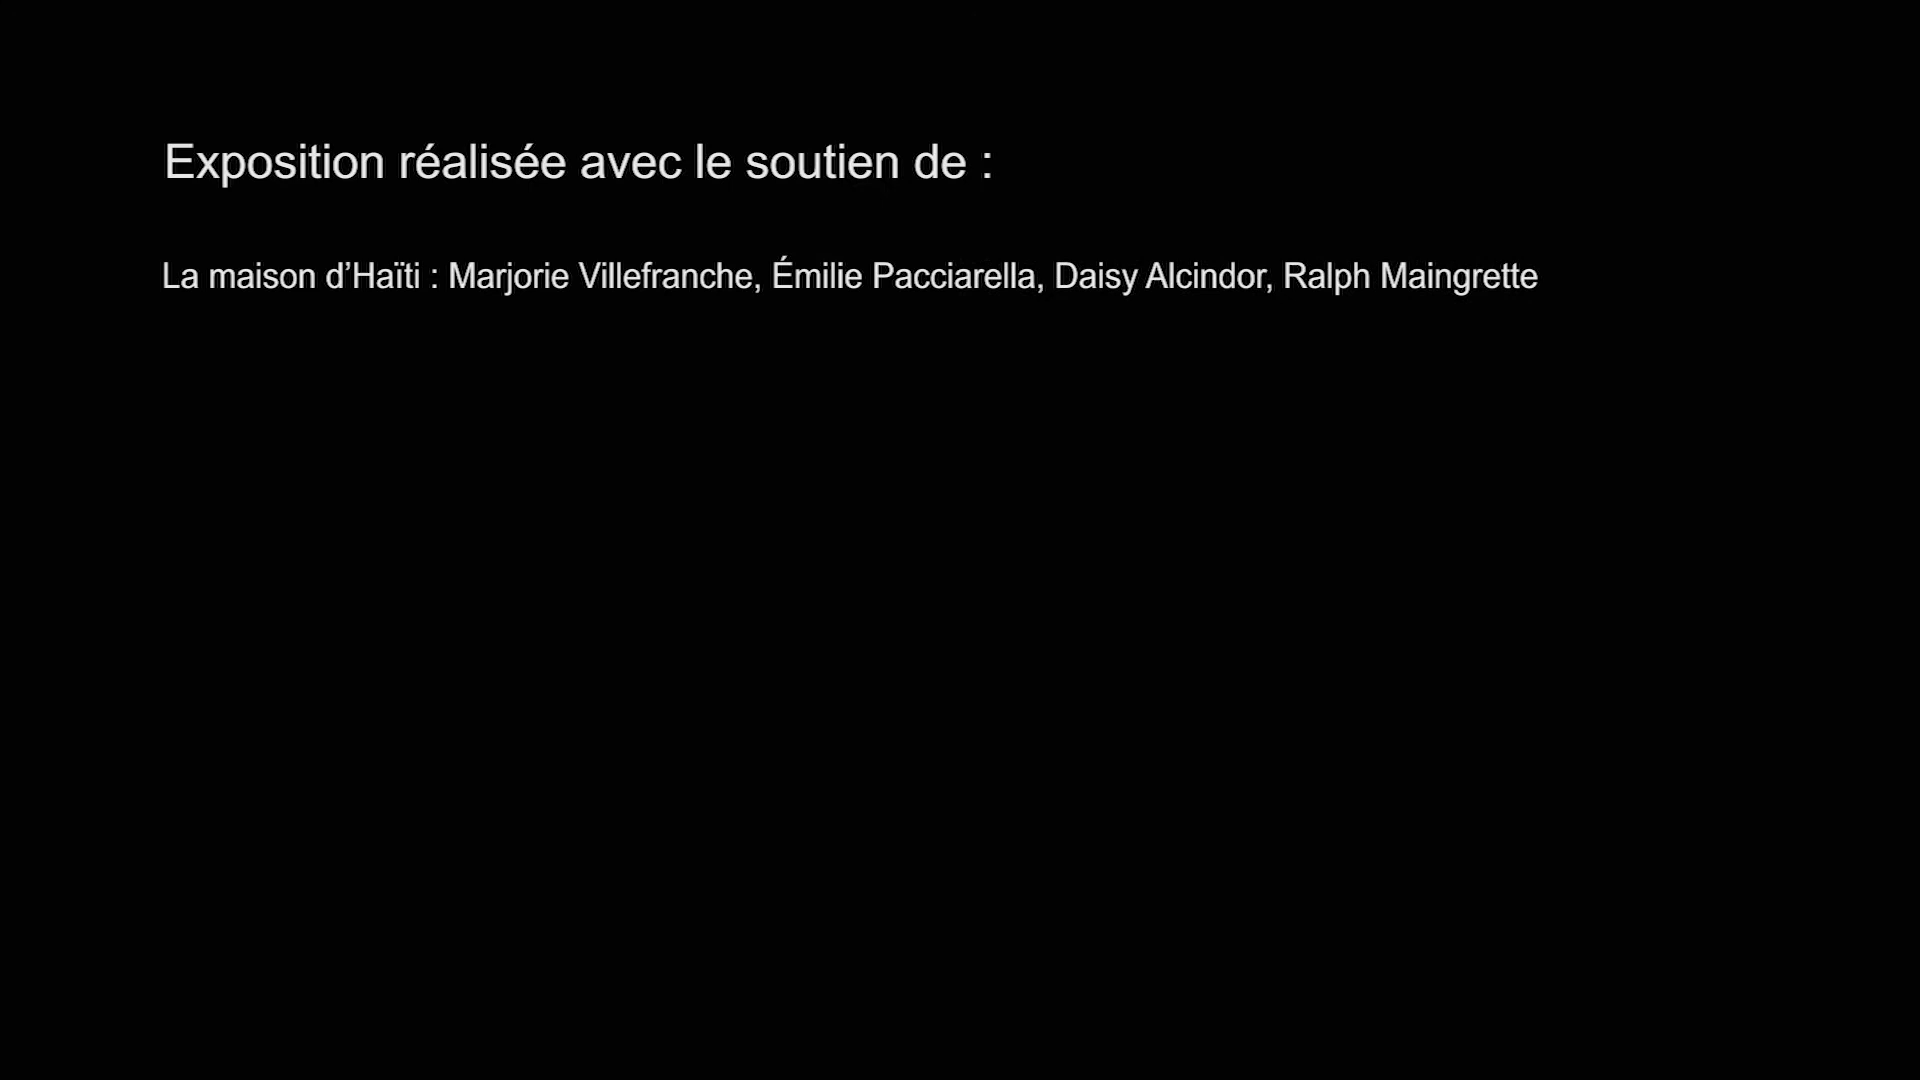 Exposition réalisée avec le soutien de :
La maison d’Haïti : Marjorie Villefranche, Émilie Pacciarella, Daisy Alcindor, Ralph Maingrette